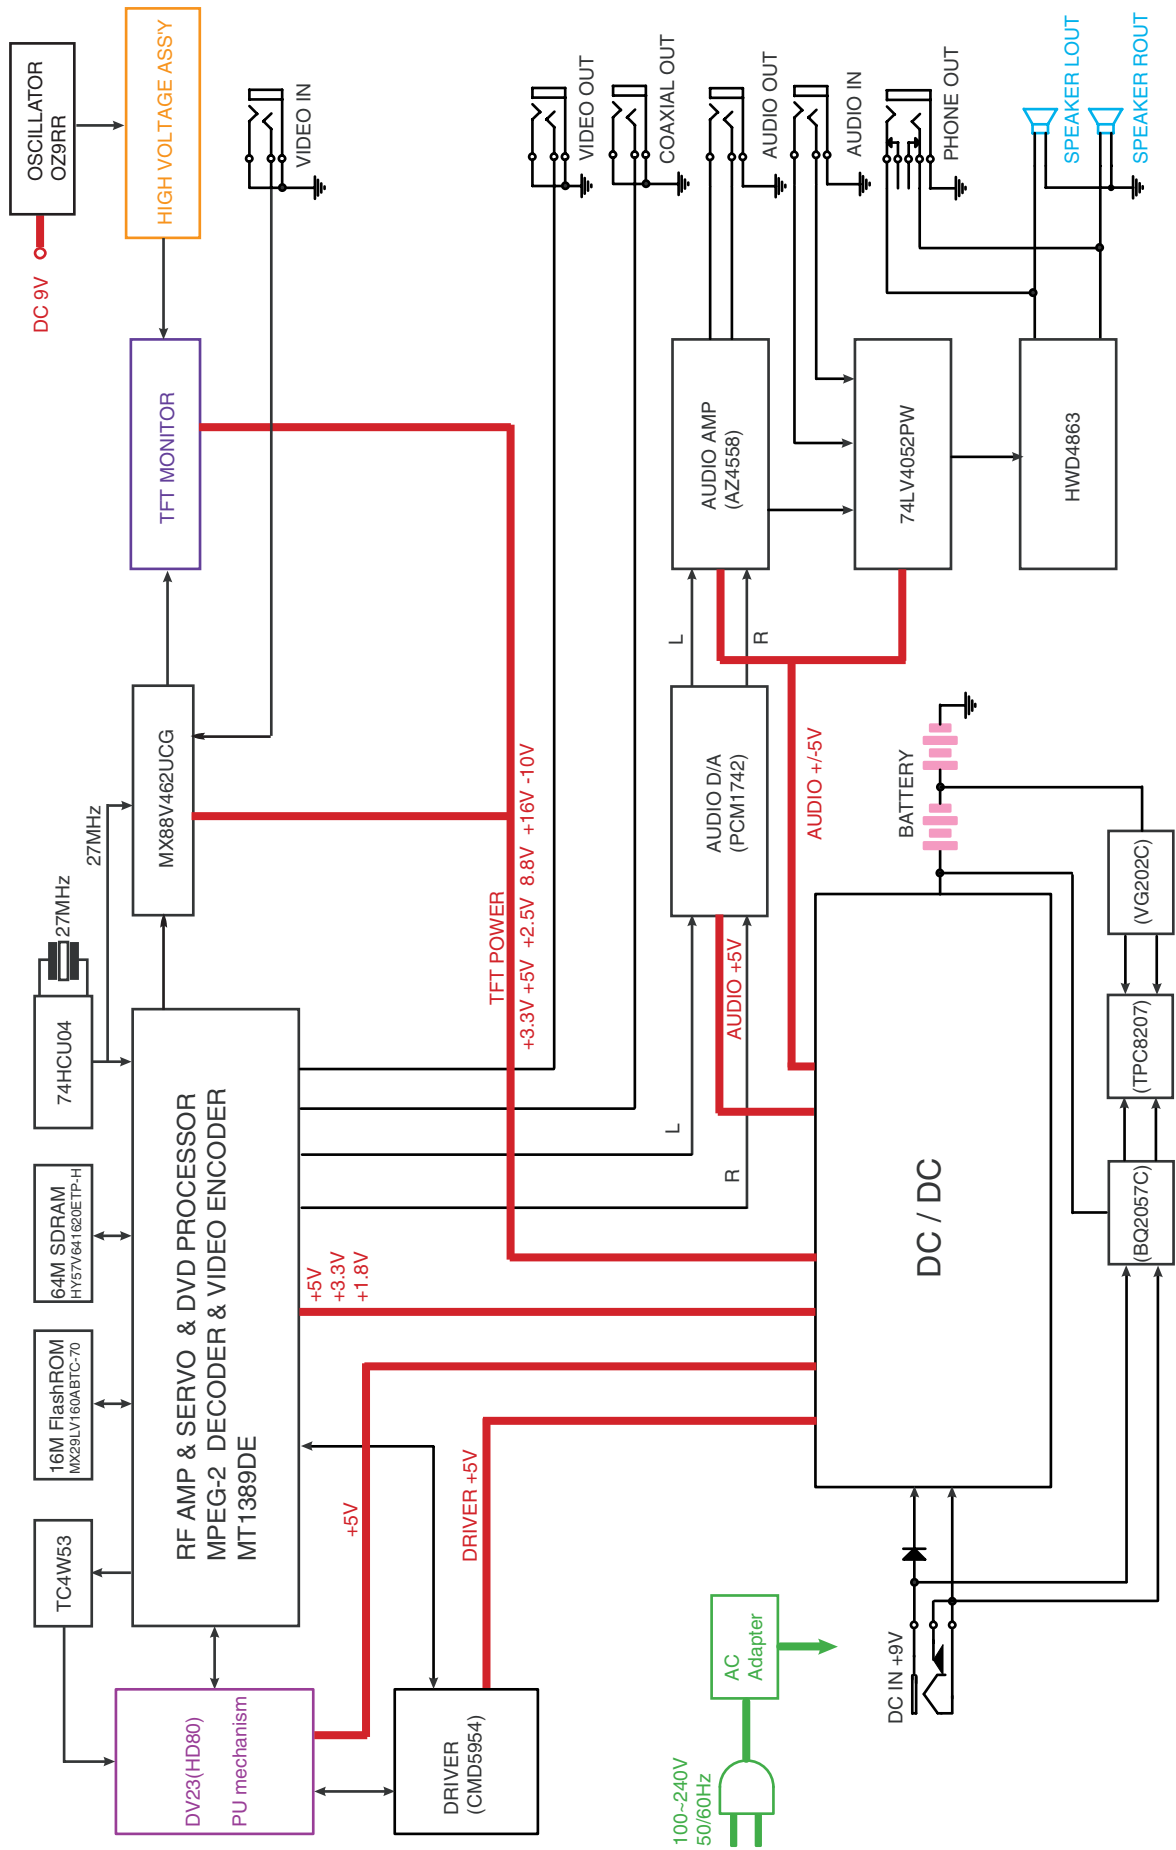 DV23(HD80)
PU mechanism
TC4W53
16M FlashROM
MX29LV160ABTC-70
64M SDRAM
HY57V641620ETP-H
74HCU04
27MHz
27MHz
OSCILLATOR
OZ9RR
DC 9V
HIGH VOLTAGE ASS'Y
RF AMP & SERVO & DVD PROCESSOR
MPEG-2 DECODER & VIDEO ENCODER
MT1389DE
MX88V462UCG
TFT MONITOR
VIDEO IN
DRIVER
(CMD5954)
+5V
DRIVER +5V
+5V
+3.3V
+1.8V
TFT POWER
+3.3V +5V +2.5V 8.8V +16V -10V
VIDEO OUT
COAXIAL OUT
L
R
AUDIO +5V
AUDIO D/A
(PCM1742)
L
R
AUDIO AMP
(AZ4558)
AUDIO OUT
AUDIO IN
AUDIO +/-5V
74LV4052PW
PHONE OUT
HWD4863
SPEAKER LOUT
SPEAKER ROUT
100~240V
50/60Hz
AC
Adapter
DC IN +9V
DC / DC
BATTERY
(BQ2057C)
(TPC8207)
(VG202C)